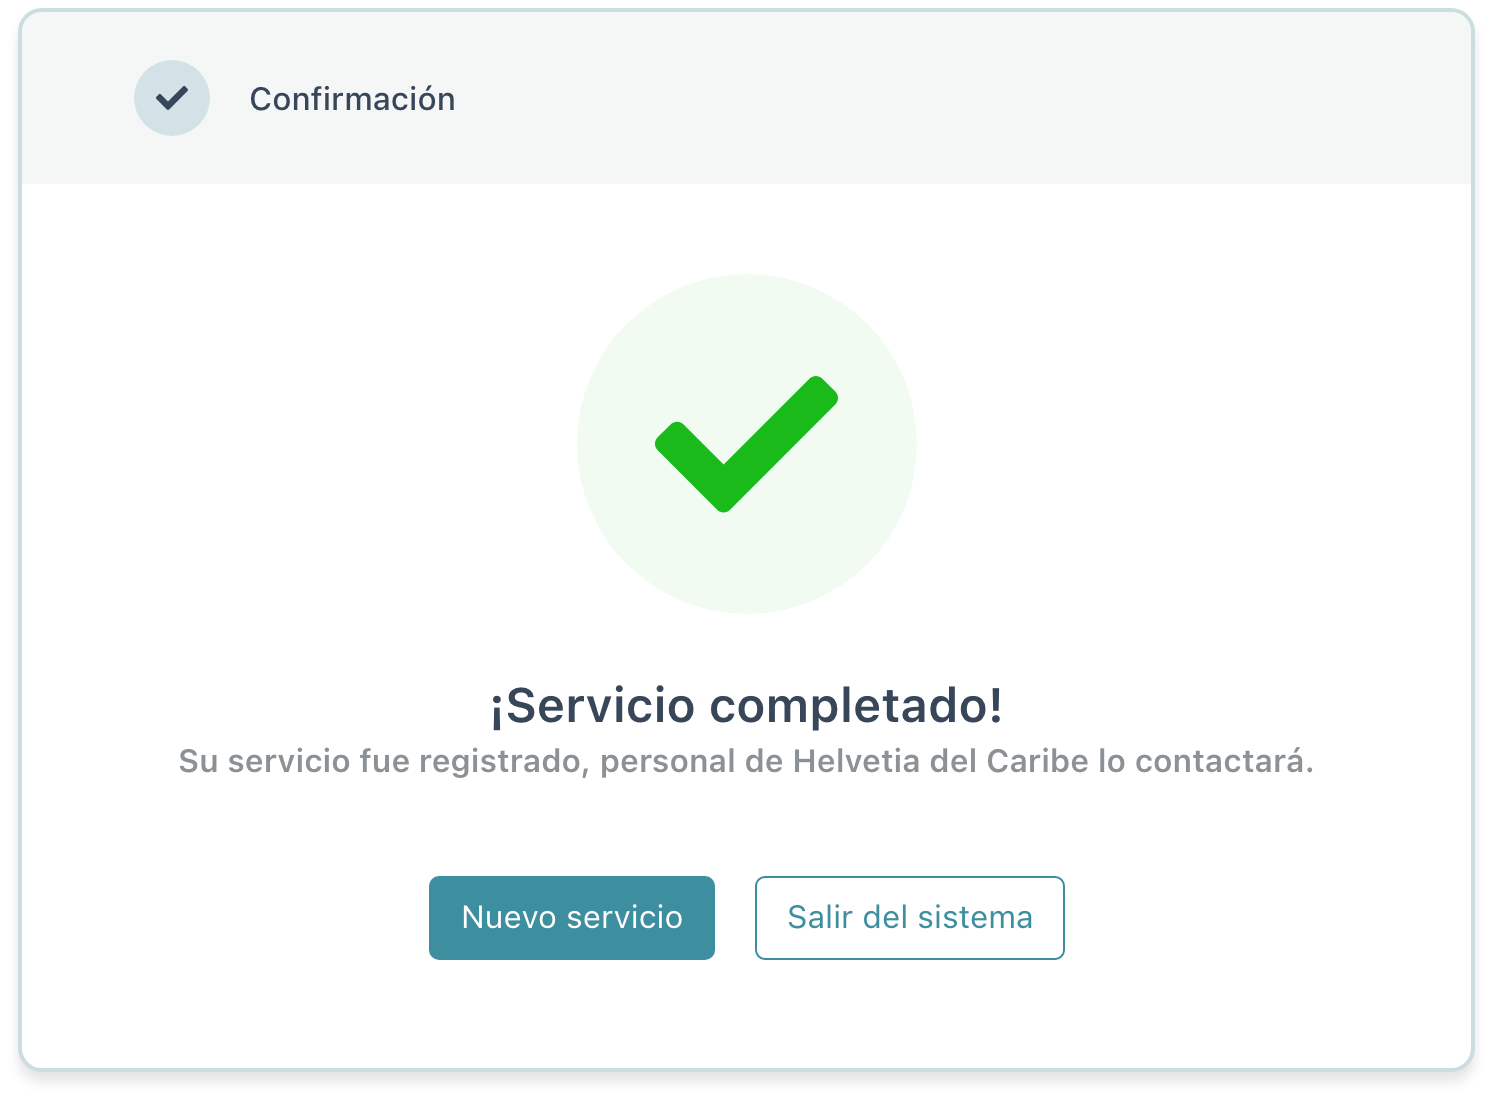 Confirmación
¡Servicio completado!
Su servicio fue registrado, personal de Helvetia del Caribe lo contactará.
Nuevo servicio
Salir del sistema